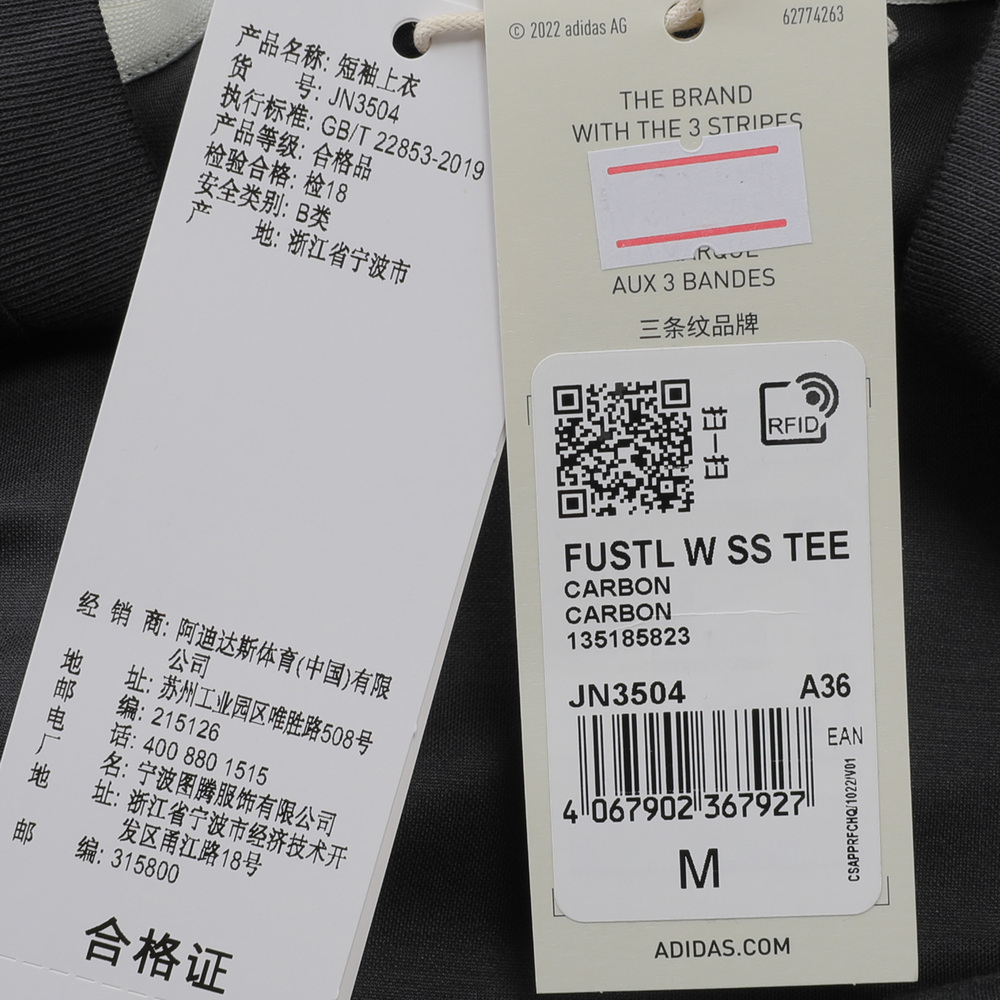 产品名称: 短袖上衣
货 号: JN3504
执行标准: GB/T 22853-2019
产品等级: 合格品
检验合格: 检18
安全类别: B类
产 地: 浙江省宁波市
经 销 商: 阿迪达斯体育(中国)有限
公司
地 址: 苏州工业园区唯胜路508号
邮 编: 215126
电 话: 400 880 1515
厂 名: 宁波图腾服饰有限公司
地 址: 浙江省宁波市经济技术开
发区甬江路18号
邮 编: 315800
合格证
© 2022 adidas AG
62774263
THE BRAND
WITH THE 3 STRIPES
AUX 3 BANDES
三条纹品牌
扫一扫
RFID
FUSTL W SS TEE
CARBON
CARBON
135185823
JN3504 A36
EAN
4 067902 367927
CSAPPRFCHQ/1022/V01
M
ADIDAS.COM